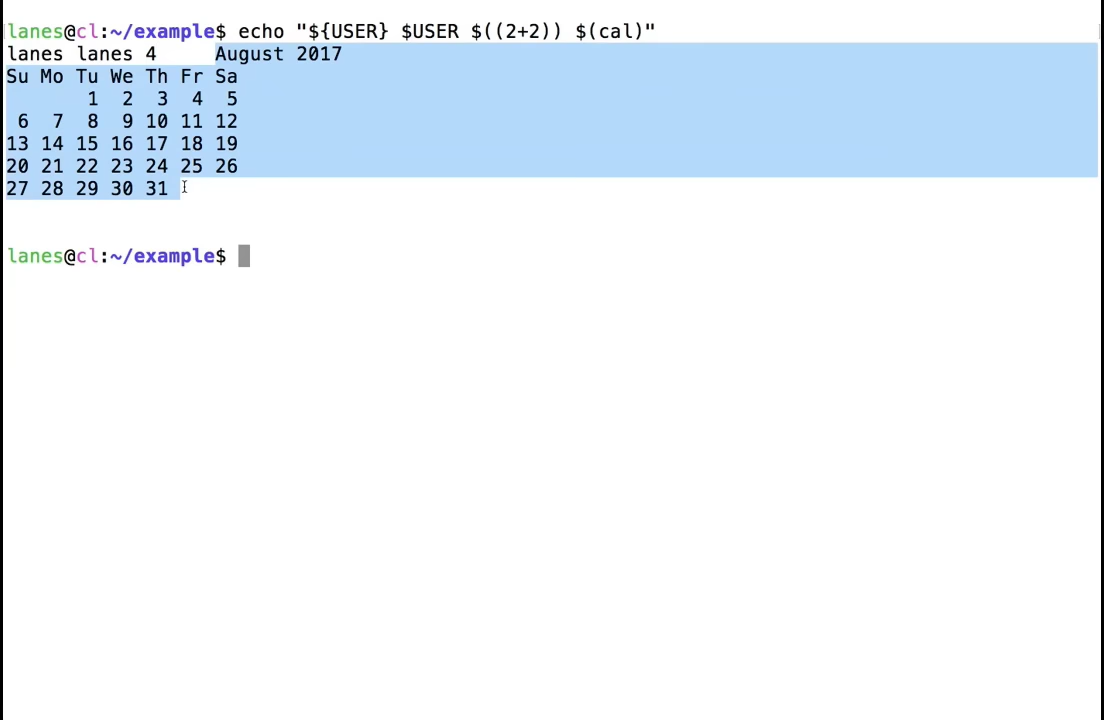 lanes@cl:~/example$ echo "${USER} $USER $((2+2)) $(cal)"
lanes lanes 4     August 2017
Su Mo Tu We Th Fr Sa
       1  2  3  4  5
 6  7  8  9 10 11 12
13 14 15 16 17 18 19
20 21 22 23 24 25 26
27 28 29 30 31
lanes@cl:~/example$